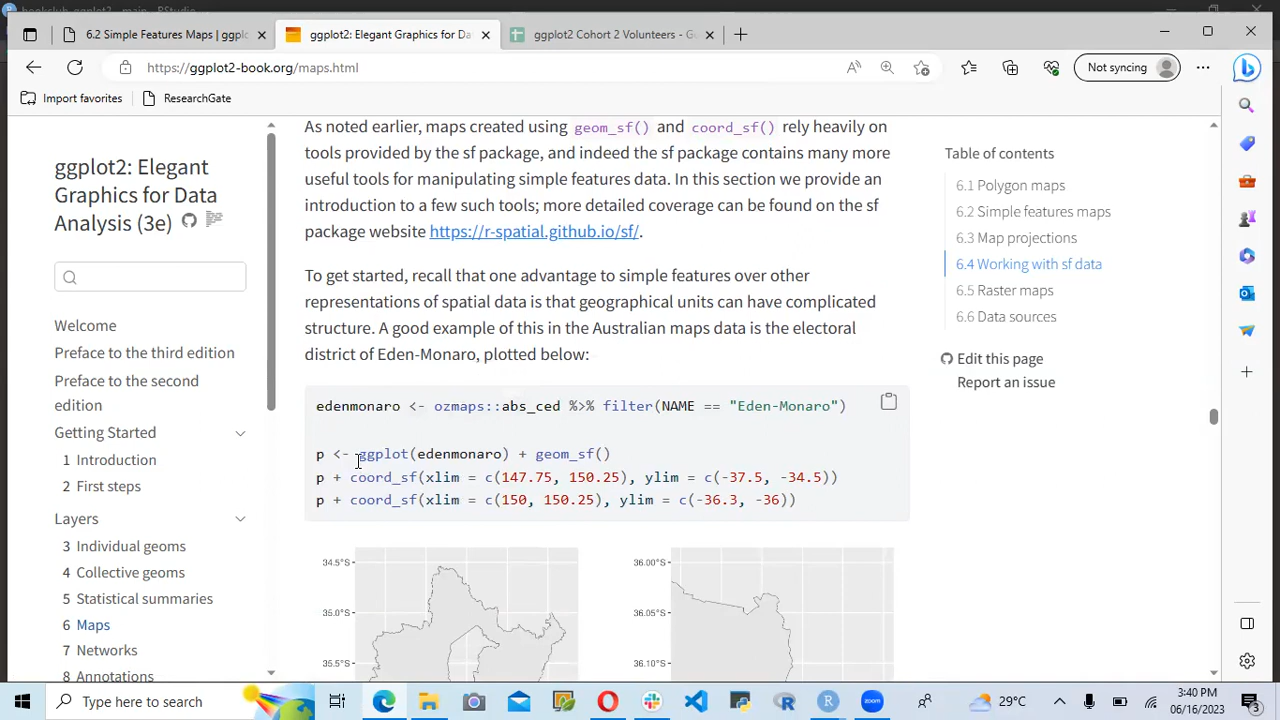 bookclub_ggplot2 - main - RStudio
6.2 Simple Features Maps | ggplo
ggplot2: Elegant Graphics for Da
ggplot2 Cohort 2 Volunteers - G
https://ggplot2-book.org/maps.html
Not syncing
Import favorites
ResearchGate
ggplot2: Elegant
Graphics for Data
Analysis (3e)
Welcome
Preface to the third edition
Preface to the second
edition
Getting Started
1 Introduction
2 First steps
Layers
3 Individual geoms
4 Collective geoms
5 Statistical summaries
6 Maps
7 Networks
8 Annotations
As noted earlier, maps created using geom_sf() and coord_sf() rely heavily on
tools provided by the sf package, and indeed the sf package contains many more
useful tools for manipulating simple features data. In this section we provide an
introduction to a few such tools; more detailed coverage can be found on the sf
package website https://r-spatial.github.io/sf/.
To get started, recall that one advantage to simple features over other
representations of spatial data is that geographical units can have complicated
structure. A good example of this in the Australian maps data is the electoral
district of Eden-Monaro, plotted below:
edenmonaro <- ozmaps::abs_ced %>% filter(NAME == "Eden-Monaro")
p <- ggplot(edenmonaro) + geom_sf()
p + coord_sf(xlim = c(147.75, 150.25), ylim = c(-37.5, -34.5))
p + coord_sf(xlim = c(150, 150.25), ylim = c(-36.3, -36))
34.5°S
35.0°S
35.5°S
36.00°S
36.05°S
36.10°S
Table of contents
6.1 Polygon maps
6.2 Simple features maps
6.3 Map projections
6.4 Working with sf data
6.5 Raster maps
6.6 Data sources
Edit this page
Report an issue
Type here to search
29°C
3:40 PM
06/16/2023
3